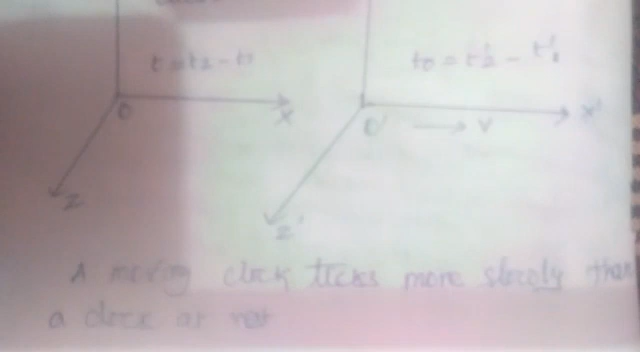 t = t2 - t1
t0 = t'2 - t'1
O
X
O'
V
X'
Z
Z'
A moving clock ticks more slowly than
a clock at rest